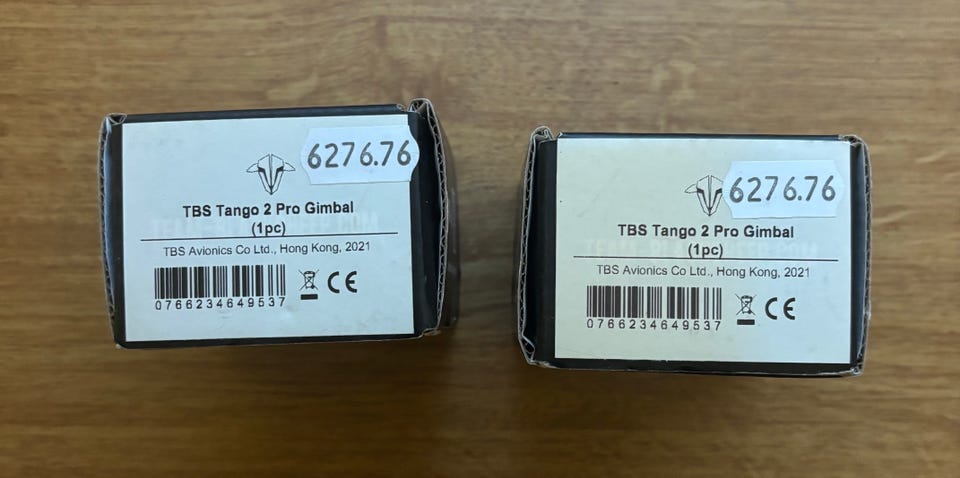 6276.76
TBS Tango 2 Pro Gimbal
(1pc)
TBS Avionics Co Ltd., Hong Kong, 2021
0766234649537
CE
6276.76
TBS Tango 2 Pro Gimbal
(1pc)
TBS Avionics Co Ltd., Hong Kong, 2021
0766234649537
CE